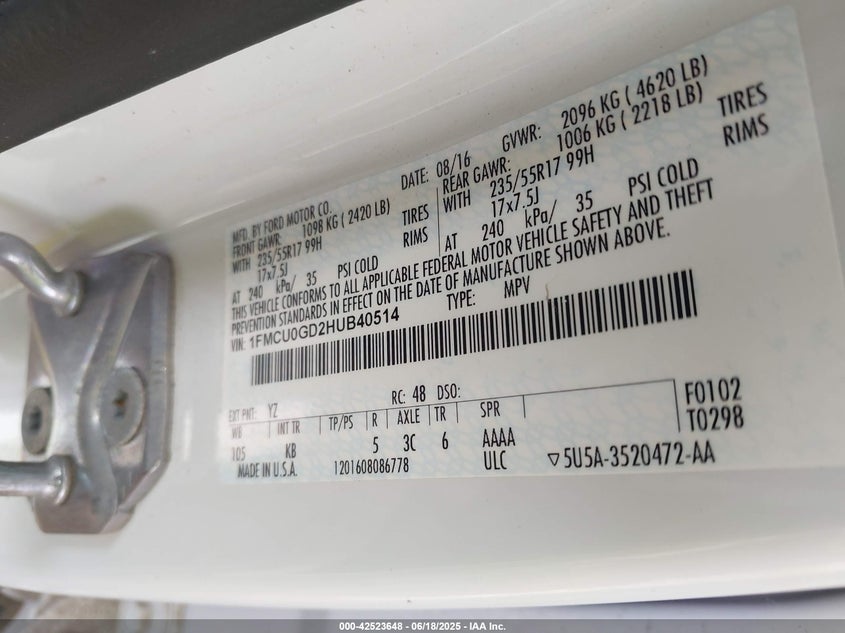 MFD. BY FORD MOTOR CO. DATE: 08/16 GVWR: 2096 KG ( 4620 LB)
FRONT GAWR: 1098 KG ( 2420 LB) REAR GAWR: 1006 KG ( 2218 LB)
WITH 235/55R17 99H TIRES WITH 235/55R17 99H TIRES
17x7.5J RIMS 17x7.5J RIMS
AT 240 kPa/ 35 PSI COLD AT 240 kPa/ 35 PSI COLD
THIS VEHICLE CONFORMS TO ALL APPLICABLE FEDERAL MOTOR VEHICLE SAFETY AND THEFT
PREVENTION STANDARDS IN EFFECT ON THE DATE OF MANUFACTURE SHOWN ABOVE.
VIN: 1FMCU0GD2HUB40514 TYPE: MPV
EXT PNT: YZ RC: 48 DSO:
WB INT TR TP/PS R AXLE TR SPR F0102
105 KB 5 3C 6 AAAA T0298
MADE IN U.S.A. 1201608086778 ULC ▽5U5A-3520472-AA
000-42523648 - 06/18/2025 - IAA Inc.